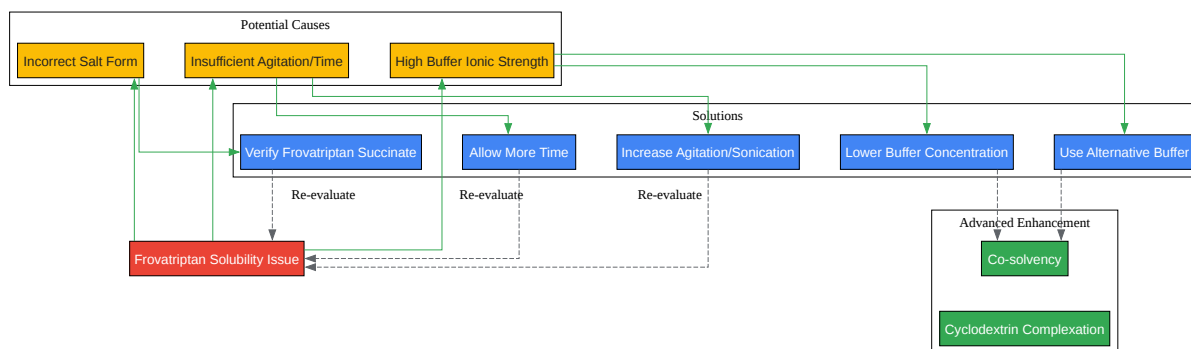 Potential Causes
Incorrect Salt Form
Insufficient Agitation/Time
High Buffer Ionic Strength
Solutions
Verify Frovatriptan Succinate
Allow More Time
Increase Agitation/Sonication
Lower Buffer Concentration
Use Alternative Buffer
Re-evaluate
Re-evaluate
Re-evaluate
Advanced Enhancement
Frovatriptan Solubility Issue
Co-solvency
Cyclodextrin Complexation